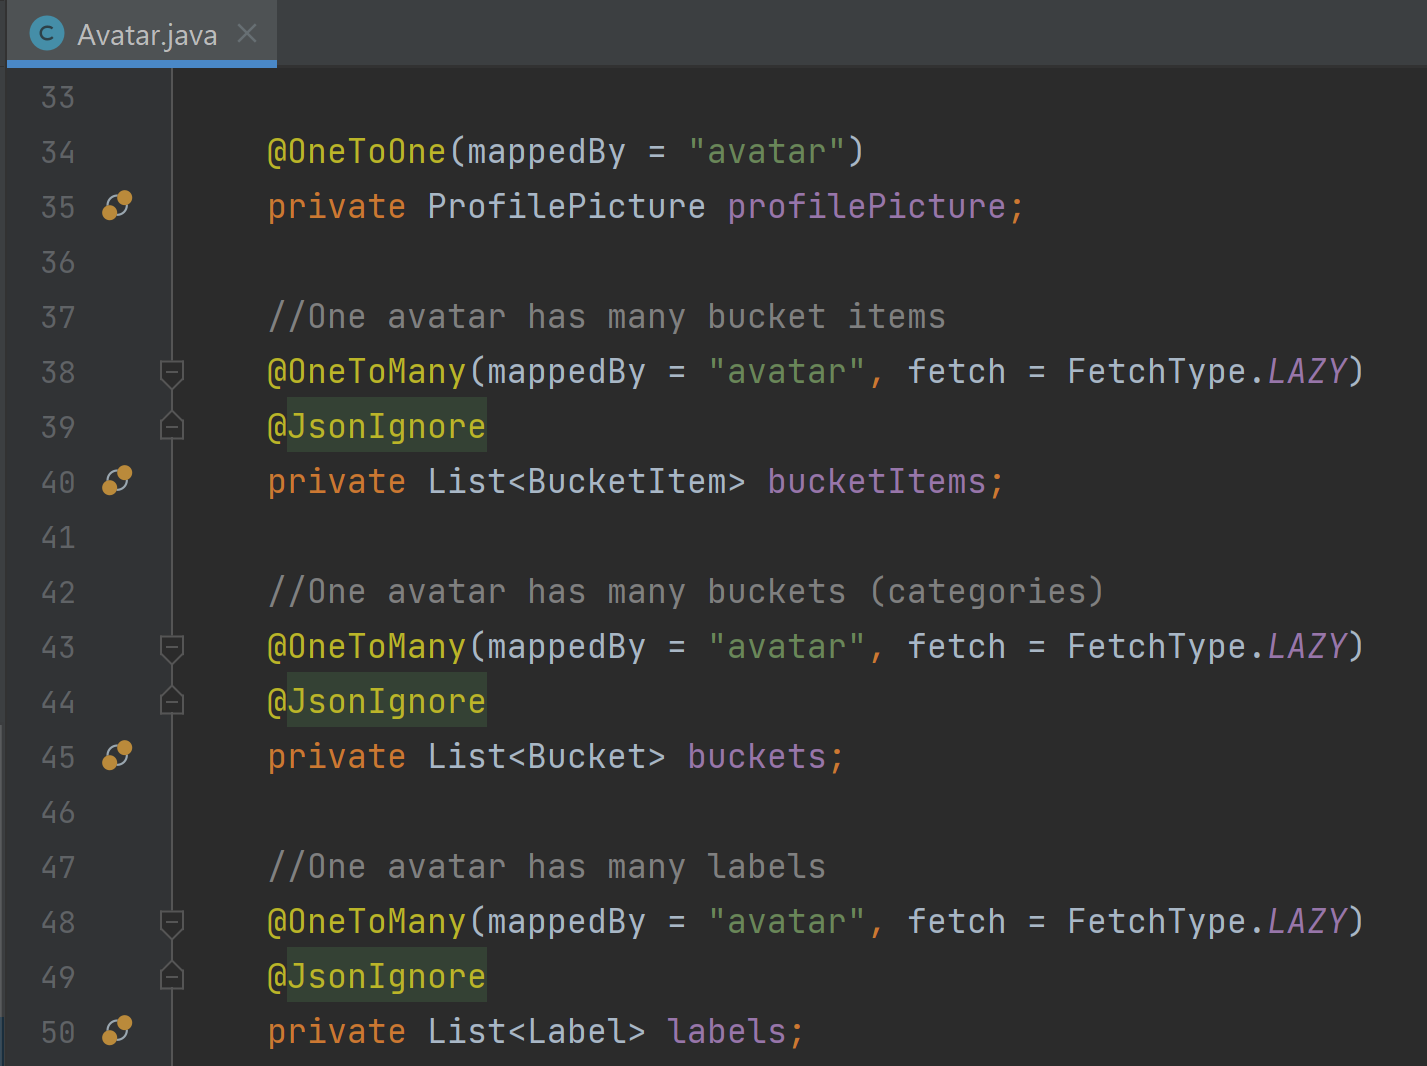 C Avatar.java
33
34 @OneToOne(mappedBy = "avatar")
35 private ProfilePicture profilePicture;
36
37 //One avatar has many bucket items
38 @OneToMany(mappedBy = "avatar", fetch = FetchType.LAZY)
39 @JsonIgnore
40 private List<BucketItem> bucketItems;
41
42 //One avatar has many buckets (categories)
43 @OneToMany(mappedBy = "avatar", fetch = FetchType.LAZY)
44 @JsonIgnore
45 private List<Bucket> buckets;
46
47 //One avatar has many labels
48 @OneToMany(mappedBy = "avatar", fetch = FetchType.LAZY)
49 @JsonIgnore
50 private List<Label> labels;